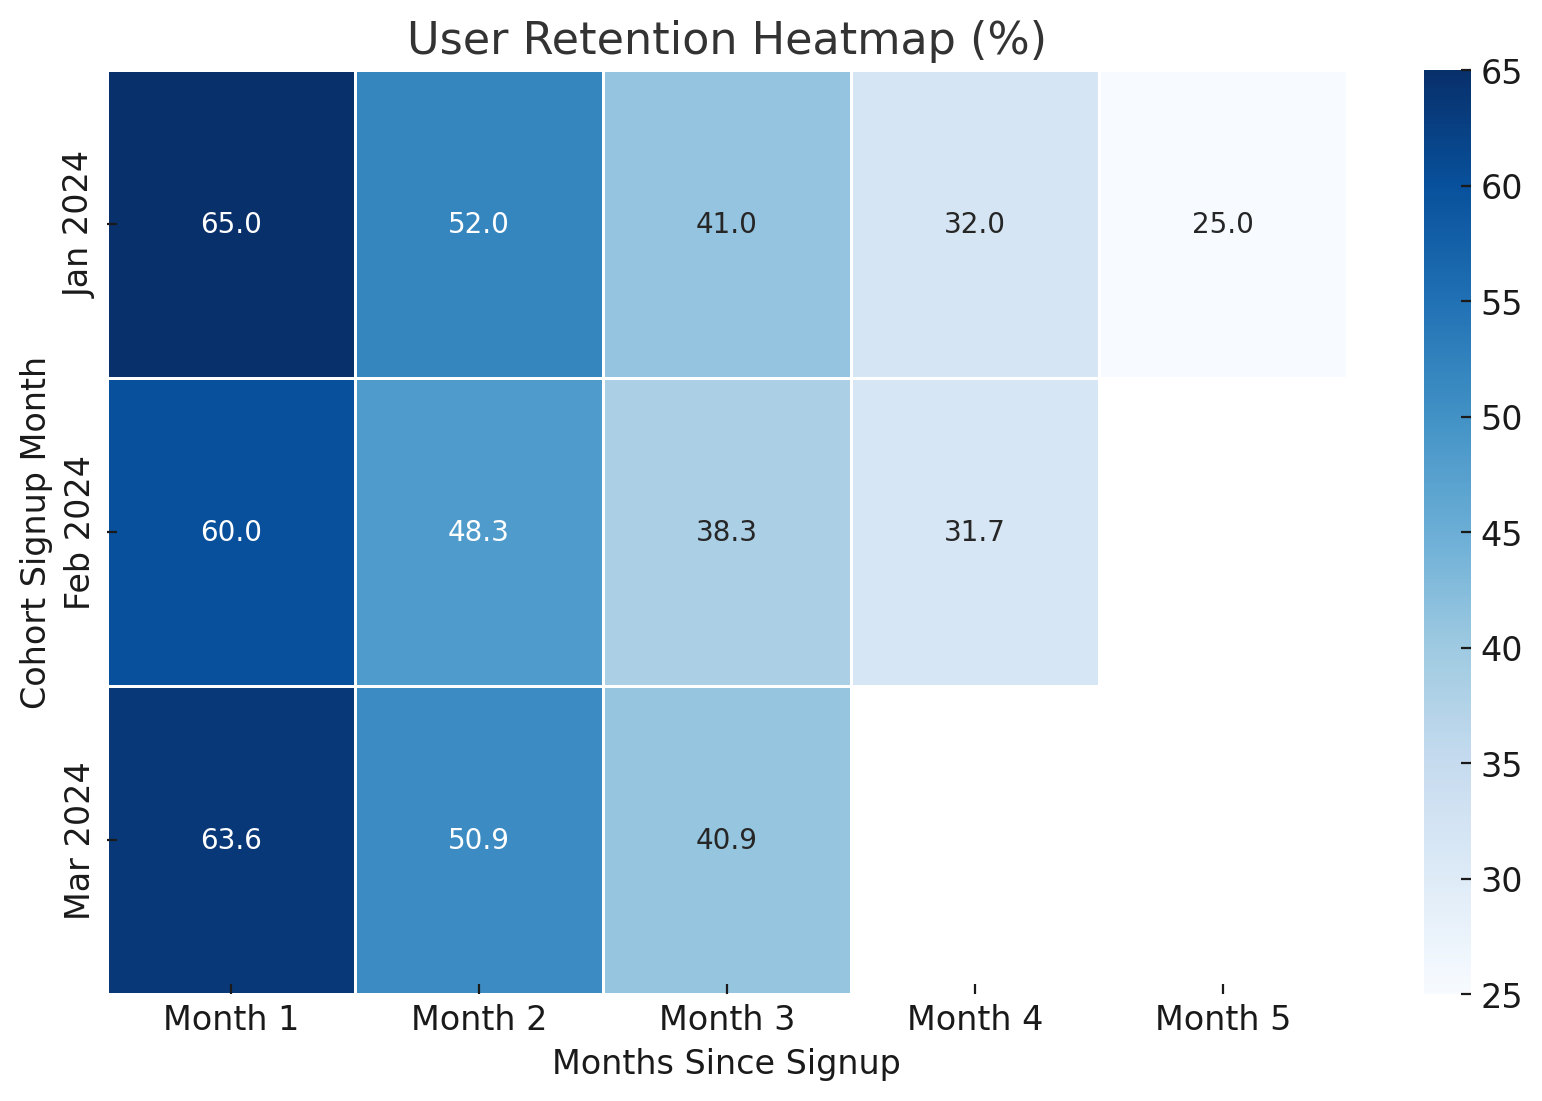 User Retention Heatmap (%)
Cohort Signup Month
Jan 2024
65.0 52.0 41.0 32.0 25.0
Feb 2024
60.0 48.3 38.3 31.7
Mar 2024
63.6 50.9 40.9
Month 1 Month 2 Month 3 Month 4 Month 5
Months Since Signup
65
60
55
50
45
40
35
30
25